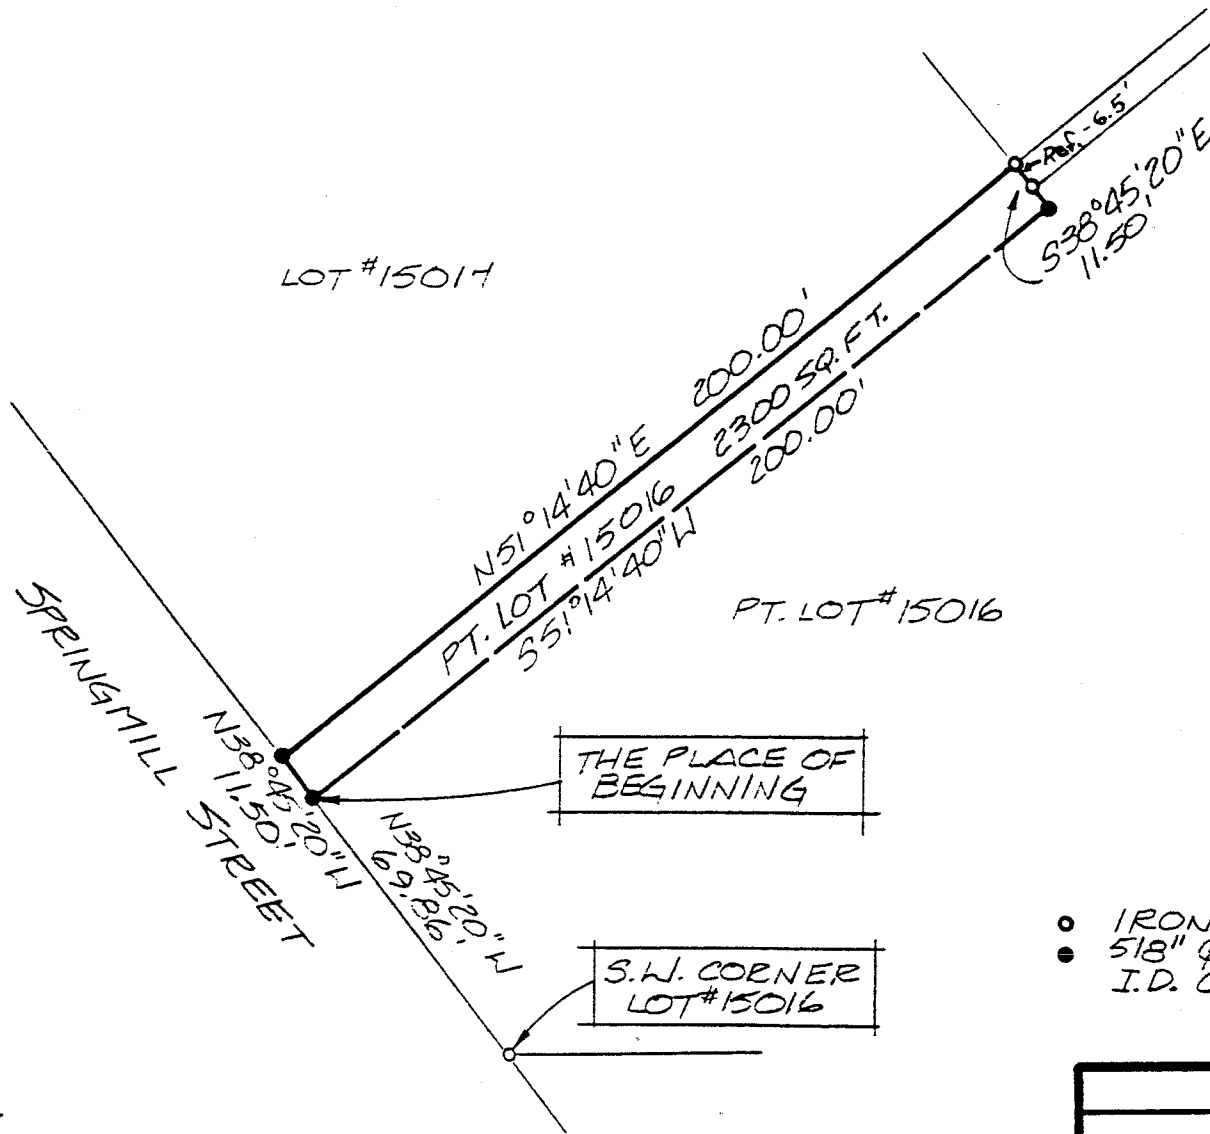 Ref. - 6.5'
S38°45'20"E
11.50'
LOT #15017
200.00'
N51°14'40"E
2300 SQ. FT.
PT. LOT #15016
200.00'
S51°14'40"W
PT. LOT #15016
SPRINGMILL STREET
N38°45'20"W
11.50'
THE PLACE OF
BEGINNING
N38°45'20"W
69.86'
S.W. CORNER
LOT #15016
IRON
5/8"
I.D.